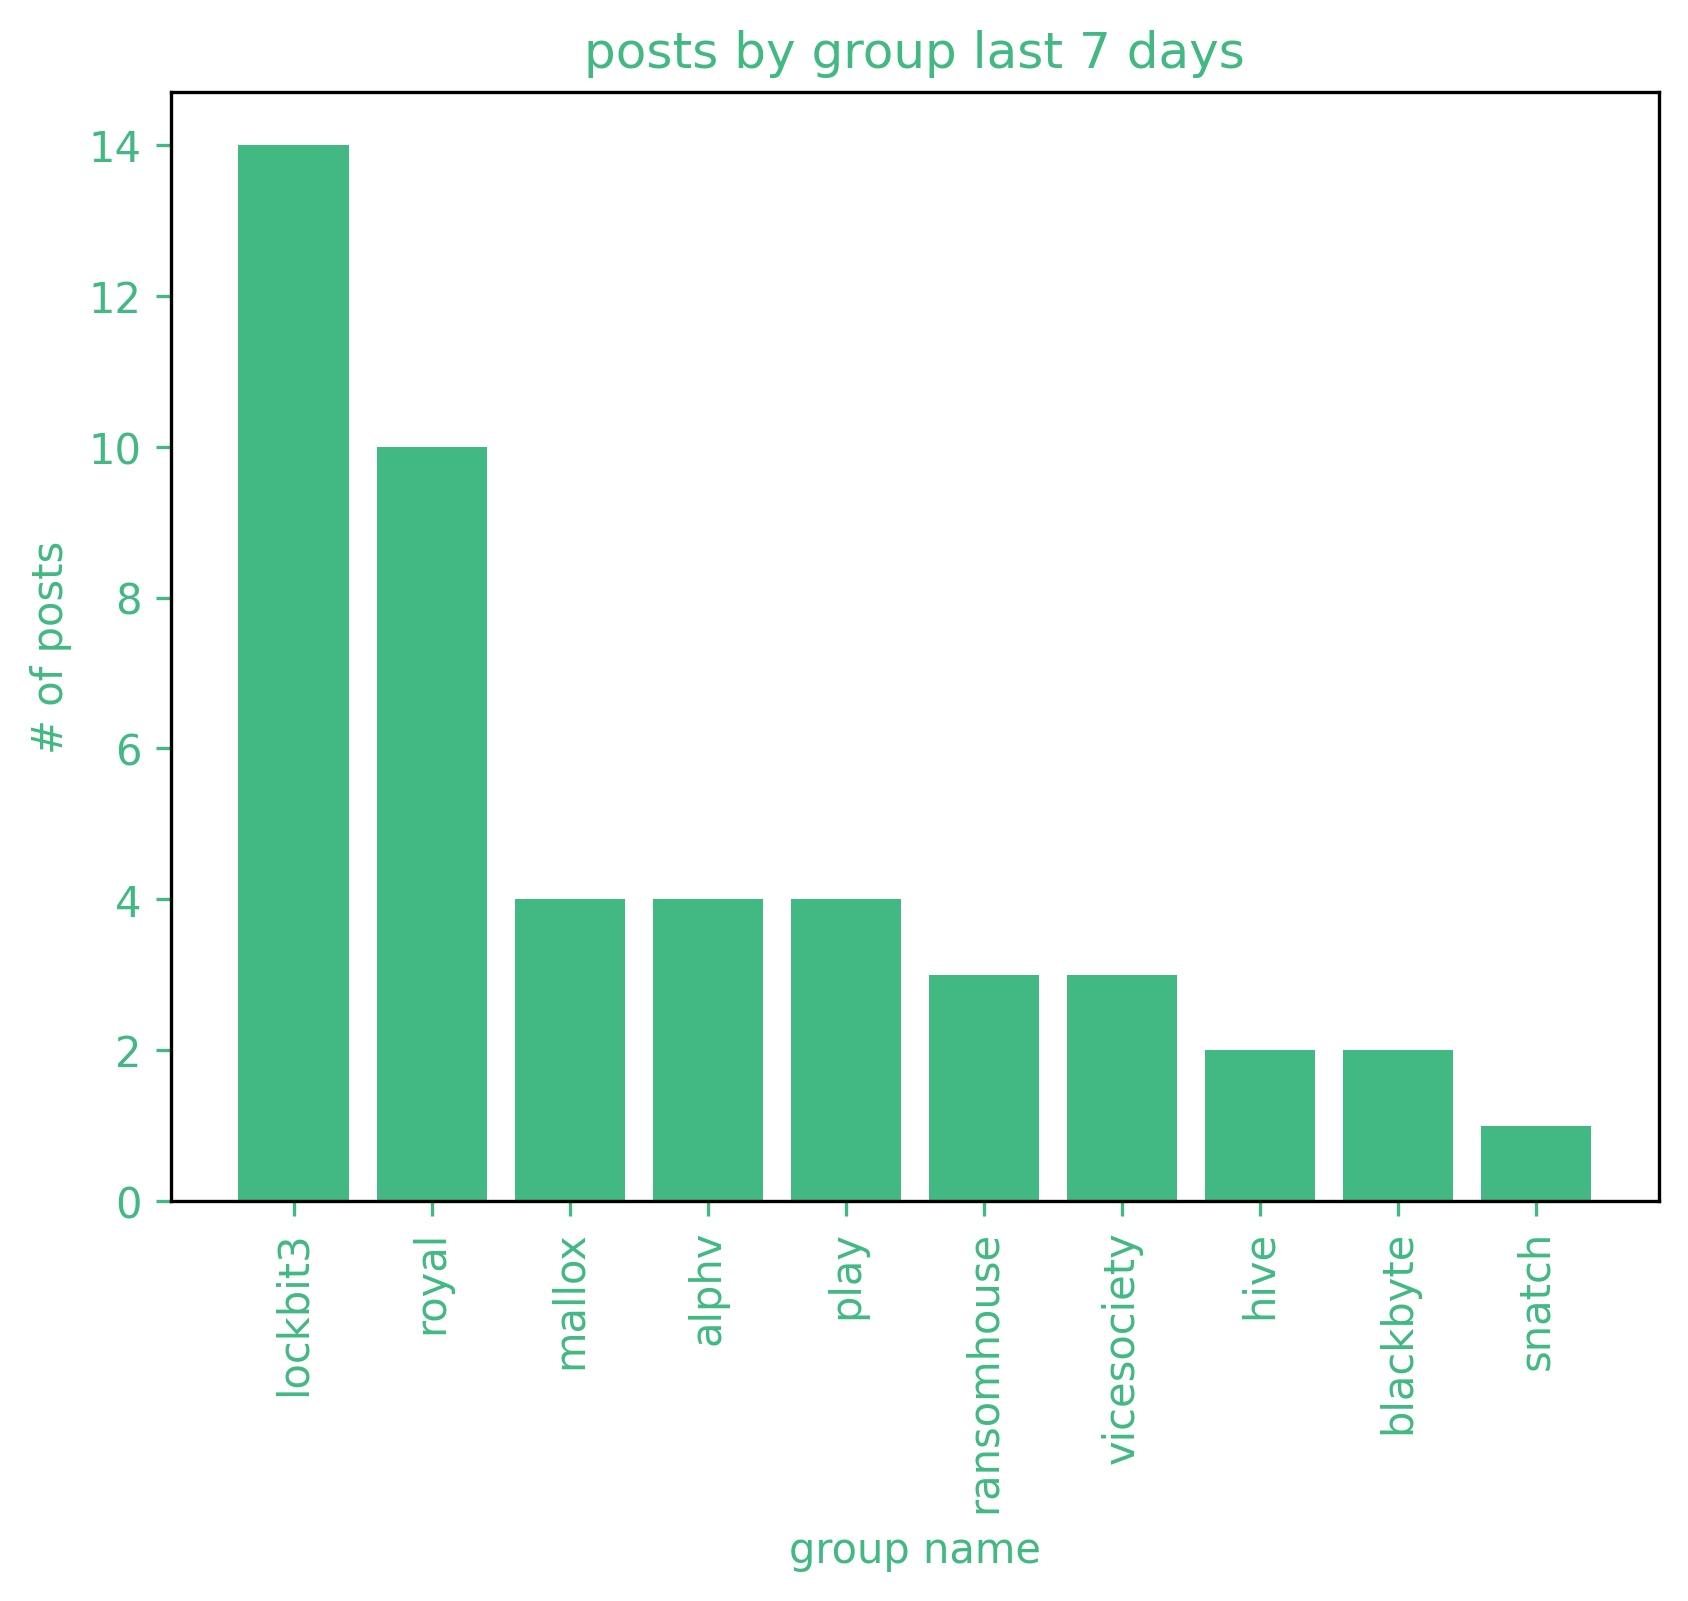 posts by group last 7 days
# of posts
14
12
10
8
6
4
2
0
lockbit3
royal
mallox
alphv
play
ransomhouse
vicesociety
hive
blackbyte
snatch
group name